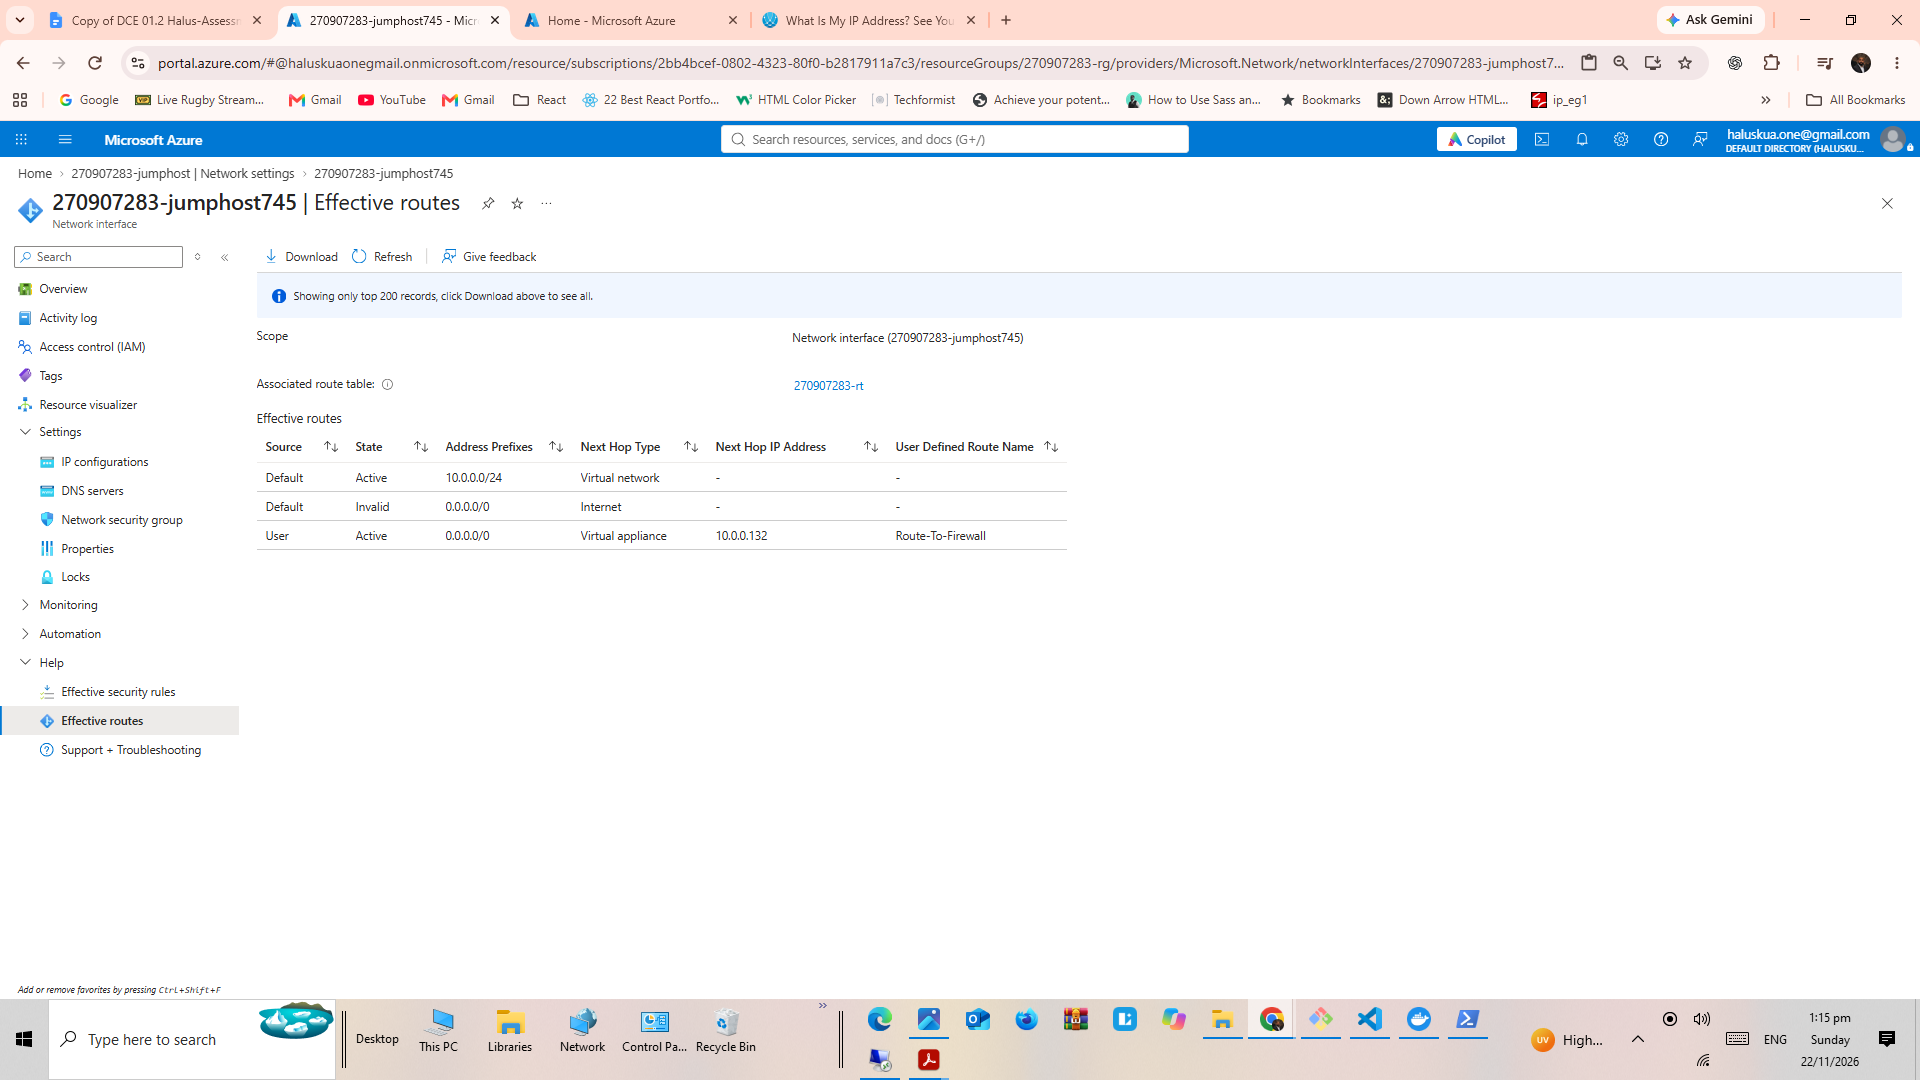 Copy of DCE 01.2 Halus-Assessm
270907283-jumphost745 - Micr
Home - Microsoft Azure
What Is My IP Address? See You
Ask Gemini
portal.azure.com/#@haluskuaonegmail.onmicrosoft.com/resource/subscriptions/2bb4bcef-0802-4323-80f0-b2817911a7c3/resourceGroups/270907283-rg/providers/Microsoft.Network/networkInterfaces/270907283-jumphost7...
Google
Live Rugby Stream...
Gmail
YouTube
Gmail
React
22 Best React Portfo...
HTML Color Picker
Techformist
Achieve your potent...
How to Use Sass an...
Bookmarks
Down Arrow HTML...
ip_eg1
All Bookmarks
Microsoft Azure
Search resources, services, and docs (G+/)
Copilot
haluskua.one@gmail.com
DEFAULT DIRECTORY (HALUSKU...
Home > 270907283-jumphost | Network settings > 270907283-jumphost745
270907283-jumphost745 | Effective routes
Network interface
Search
Download
Refresh
Give feedback
Showing only top 200 records, click Download above to see all.
Overview
Activity log
Access control (IAM)
Tags
Resource visualizer
Settings
IP configurations
DNS servers
Network security group
Properties
Locks
Monitoring
Automation
Help
Effective security rules
Effective routes
Support + Troubleshooting
Scope
Network interface (270907283-jumphost745)
Associated route table:
270907283-rt
Effective routes
Source State Address Prefixes Next Hop Type Next Hop IP Address User Defined Route Name
Default Active 10.0.0.0/24 Virtual network - -
Default Invalid 0.0.0.0/0 Internet - -
User Active 0.0.0.0/0 Virtual appliance 10.0.0.132 Route-To-Firewall
Add or remove favorites by pressing Ctrl+Shift+F
Type here to search
Desktop
This PC
Libraries
Network
Control Pa...
Recycle Bin
UV
High...
ENG
1:15 pm
Sunday
22/11/2026